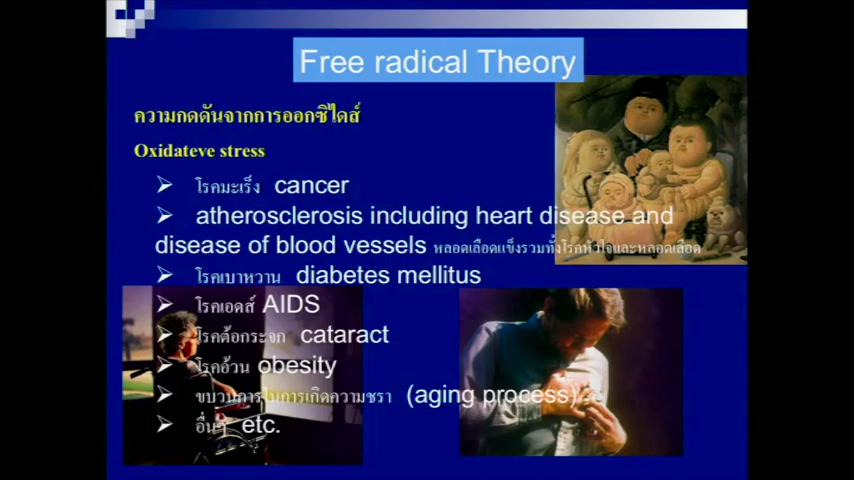 Free radical Theory
ความกดดันจากการออกซิไดส์
Oxidateve stress
➢ โรคมะเร็ง cancer
➢ atherosclerosis including heart disease and
disease of blood vessels หลอดเลือดแข็งรวมทั้งโรคหัวใจและหลอดเลือด
➢ โรคเบาหวาน diabetes mellitus
➢ โรคเอดส์ AIDS
➢ โรคต้อกระจก cataract
➢ โรคอ้วน obesity
➢ ขบวนการในการเกิดความชรา (aging process)
➢ อื่นๆ etc.